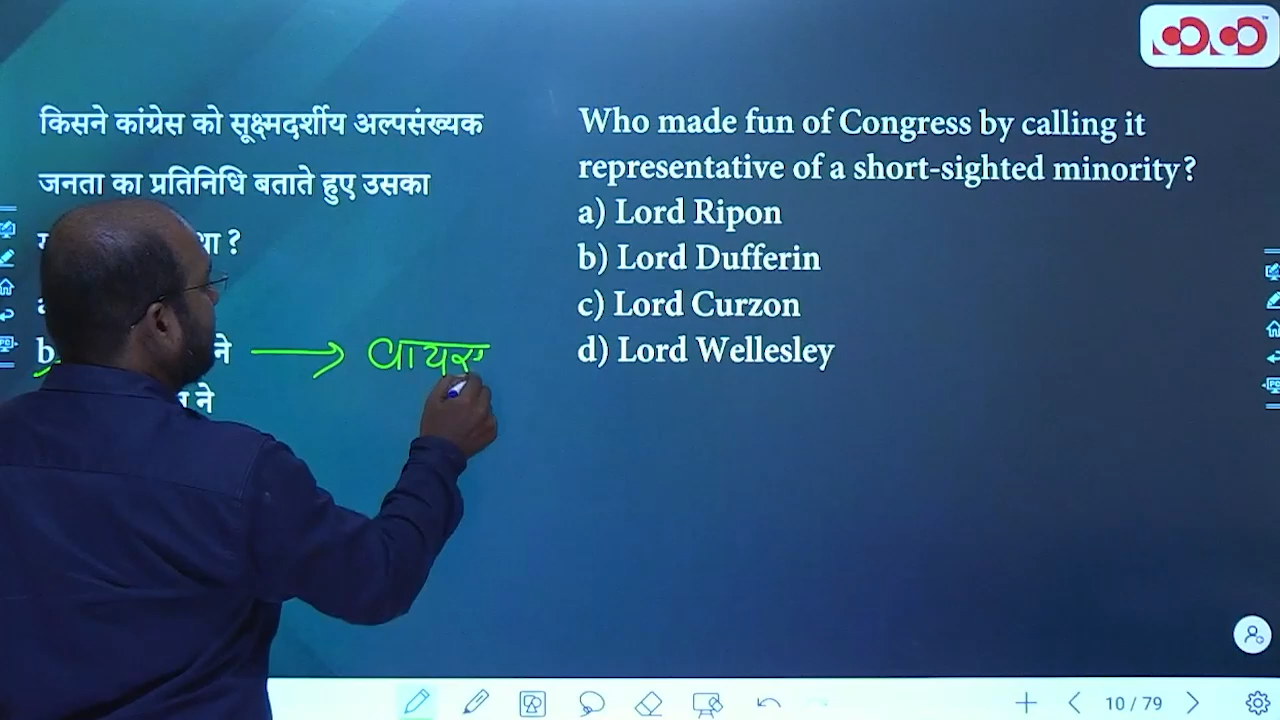 किसने कांग्रेस को सूक्ष्मदर्शीय अल्पसंख्यक
जनता का प्रतिनिधि बताते हुए उसका
?
b
ने
ने
Who made fun of Congress by calling it
representative of a short-sighted minority?
a) Lord Ripon
b) Lord Dufferin
c) Lord Curzon
d) Lord Wellesley
10 / 79